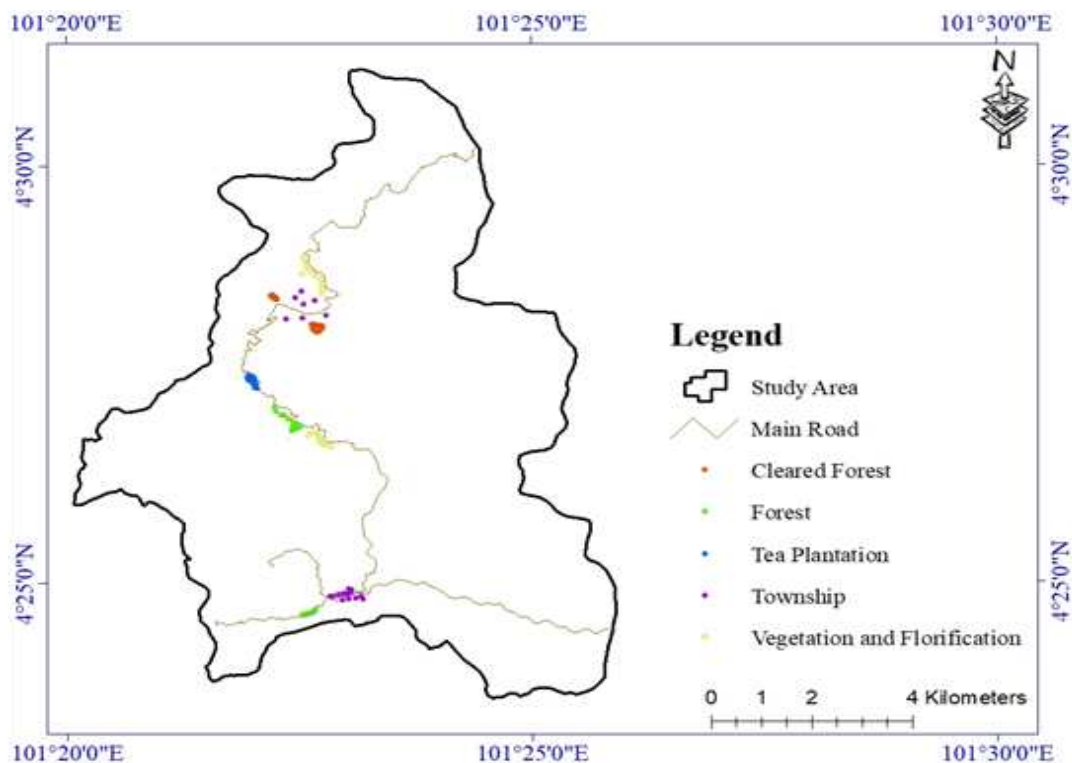 101°20'0"E
101°25'0"E
101°30'0"E
N
4°30'0"N
4°30'0"N
Legend
Study Area
Main Road
Cleared Forest
Forest
Tea Plantation
Township
Vegetation and Florification
4°25'0"N
4°25'0"N
0 1 2 4 Kilometers
101°20'0"E
101°25'0"E
101°30'0"E